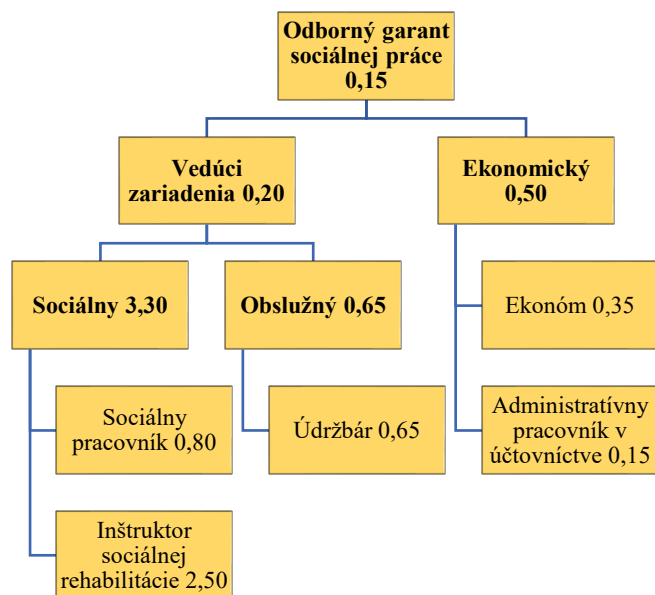 Odborný garant
sociálnej práce
0,15
Vedúci
zariadenia 0,20
Ekonomický
0,50
Sociálny 3,30
Obslužný 0,65
Ekonóm 0,35
Sociálny
pracovník 0,80
Údržbár 0,65
Administratívny
pracovník v
účtovníctve 0,15
Inštruktor
sociálnej
rehabilitácie 2,50